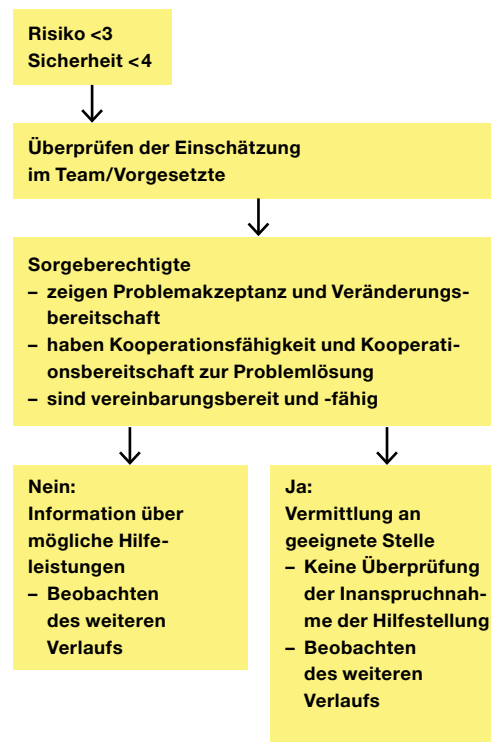 Risiko <3
Sicherheit <4
Überprüfen der Einschätzung
im Team/Vorgesetzte
Sorgeberechtigte
– zeigen Problemakzeptanz und Veränderungs-
bereitschaft
– haben Kooperationsfähigkeit und Kooperati-
onsbereitschaft zur Problemlösung
– sind vereinbarungsbereit und -fähig
Nein:
Information über
mögliche Hilfe-
leistungen
– Beobachten
des weiteren
Verlaufs
Ja:
Vermittlung an
geeignete Stelle
– Keine Überprüfung
der Inanspruchnah-
me der Hilfestellung
– Beobachten
des weiteren
Verlaufs